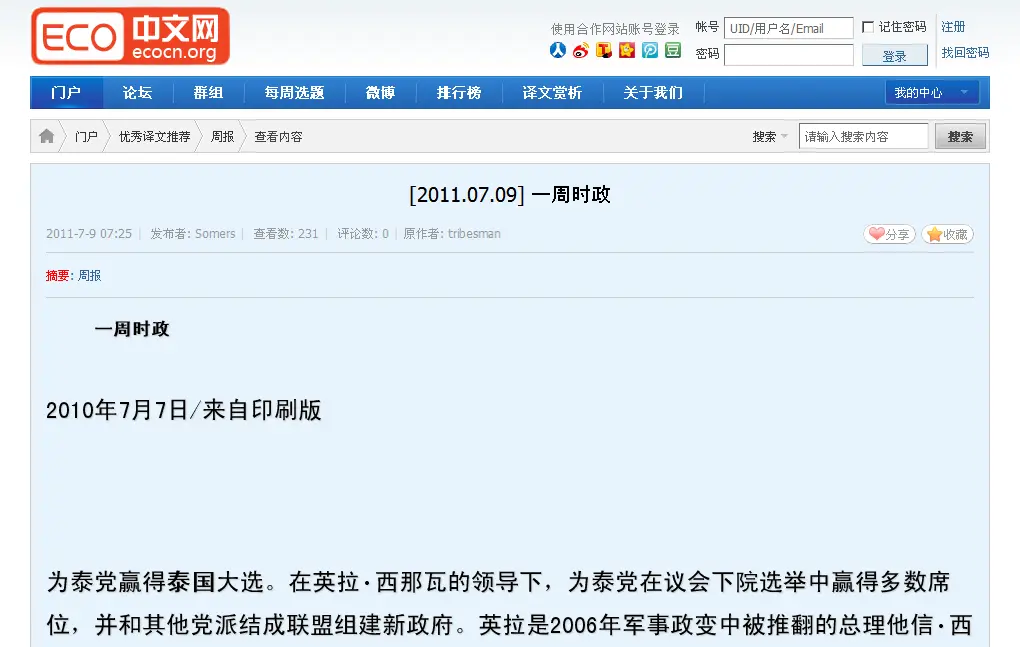 ECO 中文网
ecocn.org
使用合作网站账号登录 帐号 UID/用户名/Email 记住密码 注册
密码 登录 找回密码
门户 论坛 群组 每周选题 微博 排行榜 译文赏析 关于我们 我的中心
门户 优秀译文推荐 周报 查看内容 搜索 请输入搜索内容 搜索
[2011.07.09] 一周时政
2011-7-9 07:25 | 发布者: Somers | 查看数: 231 | 评论数: 0 | 原作者: tribesman 分享 收藏
摘要: 周报
一周时政
2010年7月7日/来自印刷版
为泰党赢得泰国大选。在英拉·西那瓦的领导下，为泰党在议会下院选举中赢得多数席
位，并和其他党派结成联盟组建新政府。英拉是2006年军事政变中被推翻的总理他信·西